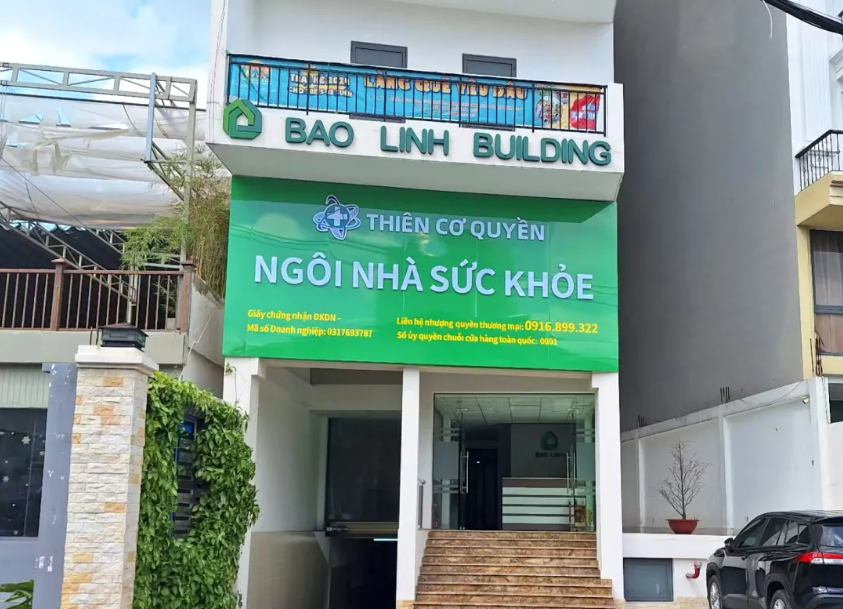 LÀNG QUÊ YÊU DẤU
BAO LINH BUILDING
THIÊN CƠ QUYỀN
NGÔI NHÀ SỨC KHỎE
Giấy chứng nhận ĐKDN -
Mã số Doanh nghiệp: 0317693787
Liên hệ nhượng quyền thương mại: 0916.899.322
Số ủy quyền chuỗi cửa hàng toàn quốc: 0001
BAO LINH